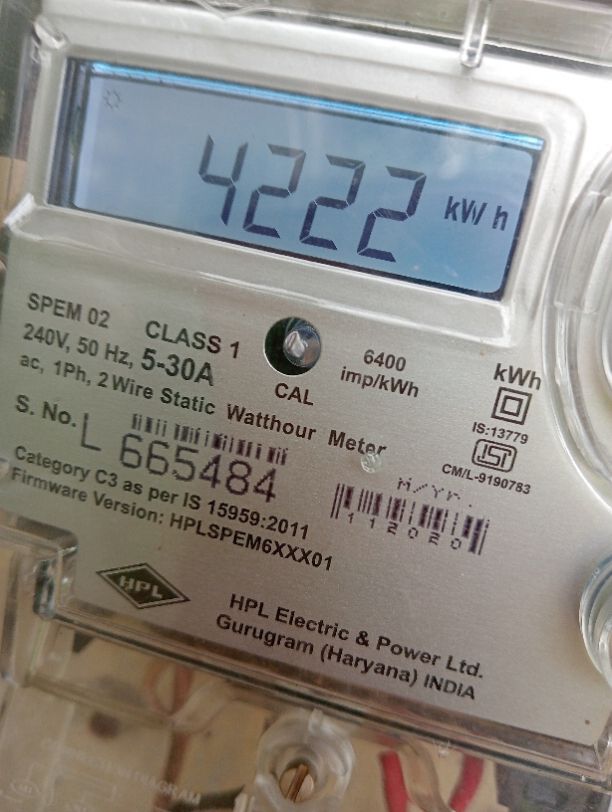 4222 kWh
SPEM 02 CLASS 1
240V, 50 Hz, 5-30A
ac, 1Ph, 2 Wire Static Watthour Meter
CAL
6400
imp/kWh
kWh
IS:13779
ISI
CM/L-9190783
S. No. L 665484
M/Yr.
112020
Category C3 as per IS 15959:2011
Firmware Version: HPLSPEM6XXX01
HPL
HPL Electric & Power Ltd.
Gurugram (Haryana) INDIA